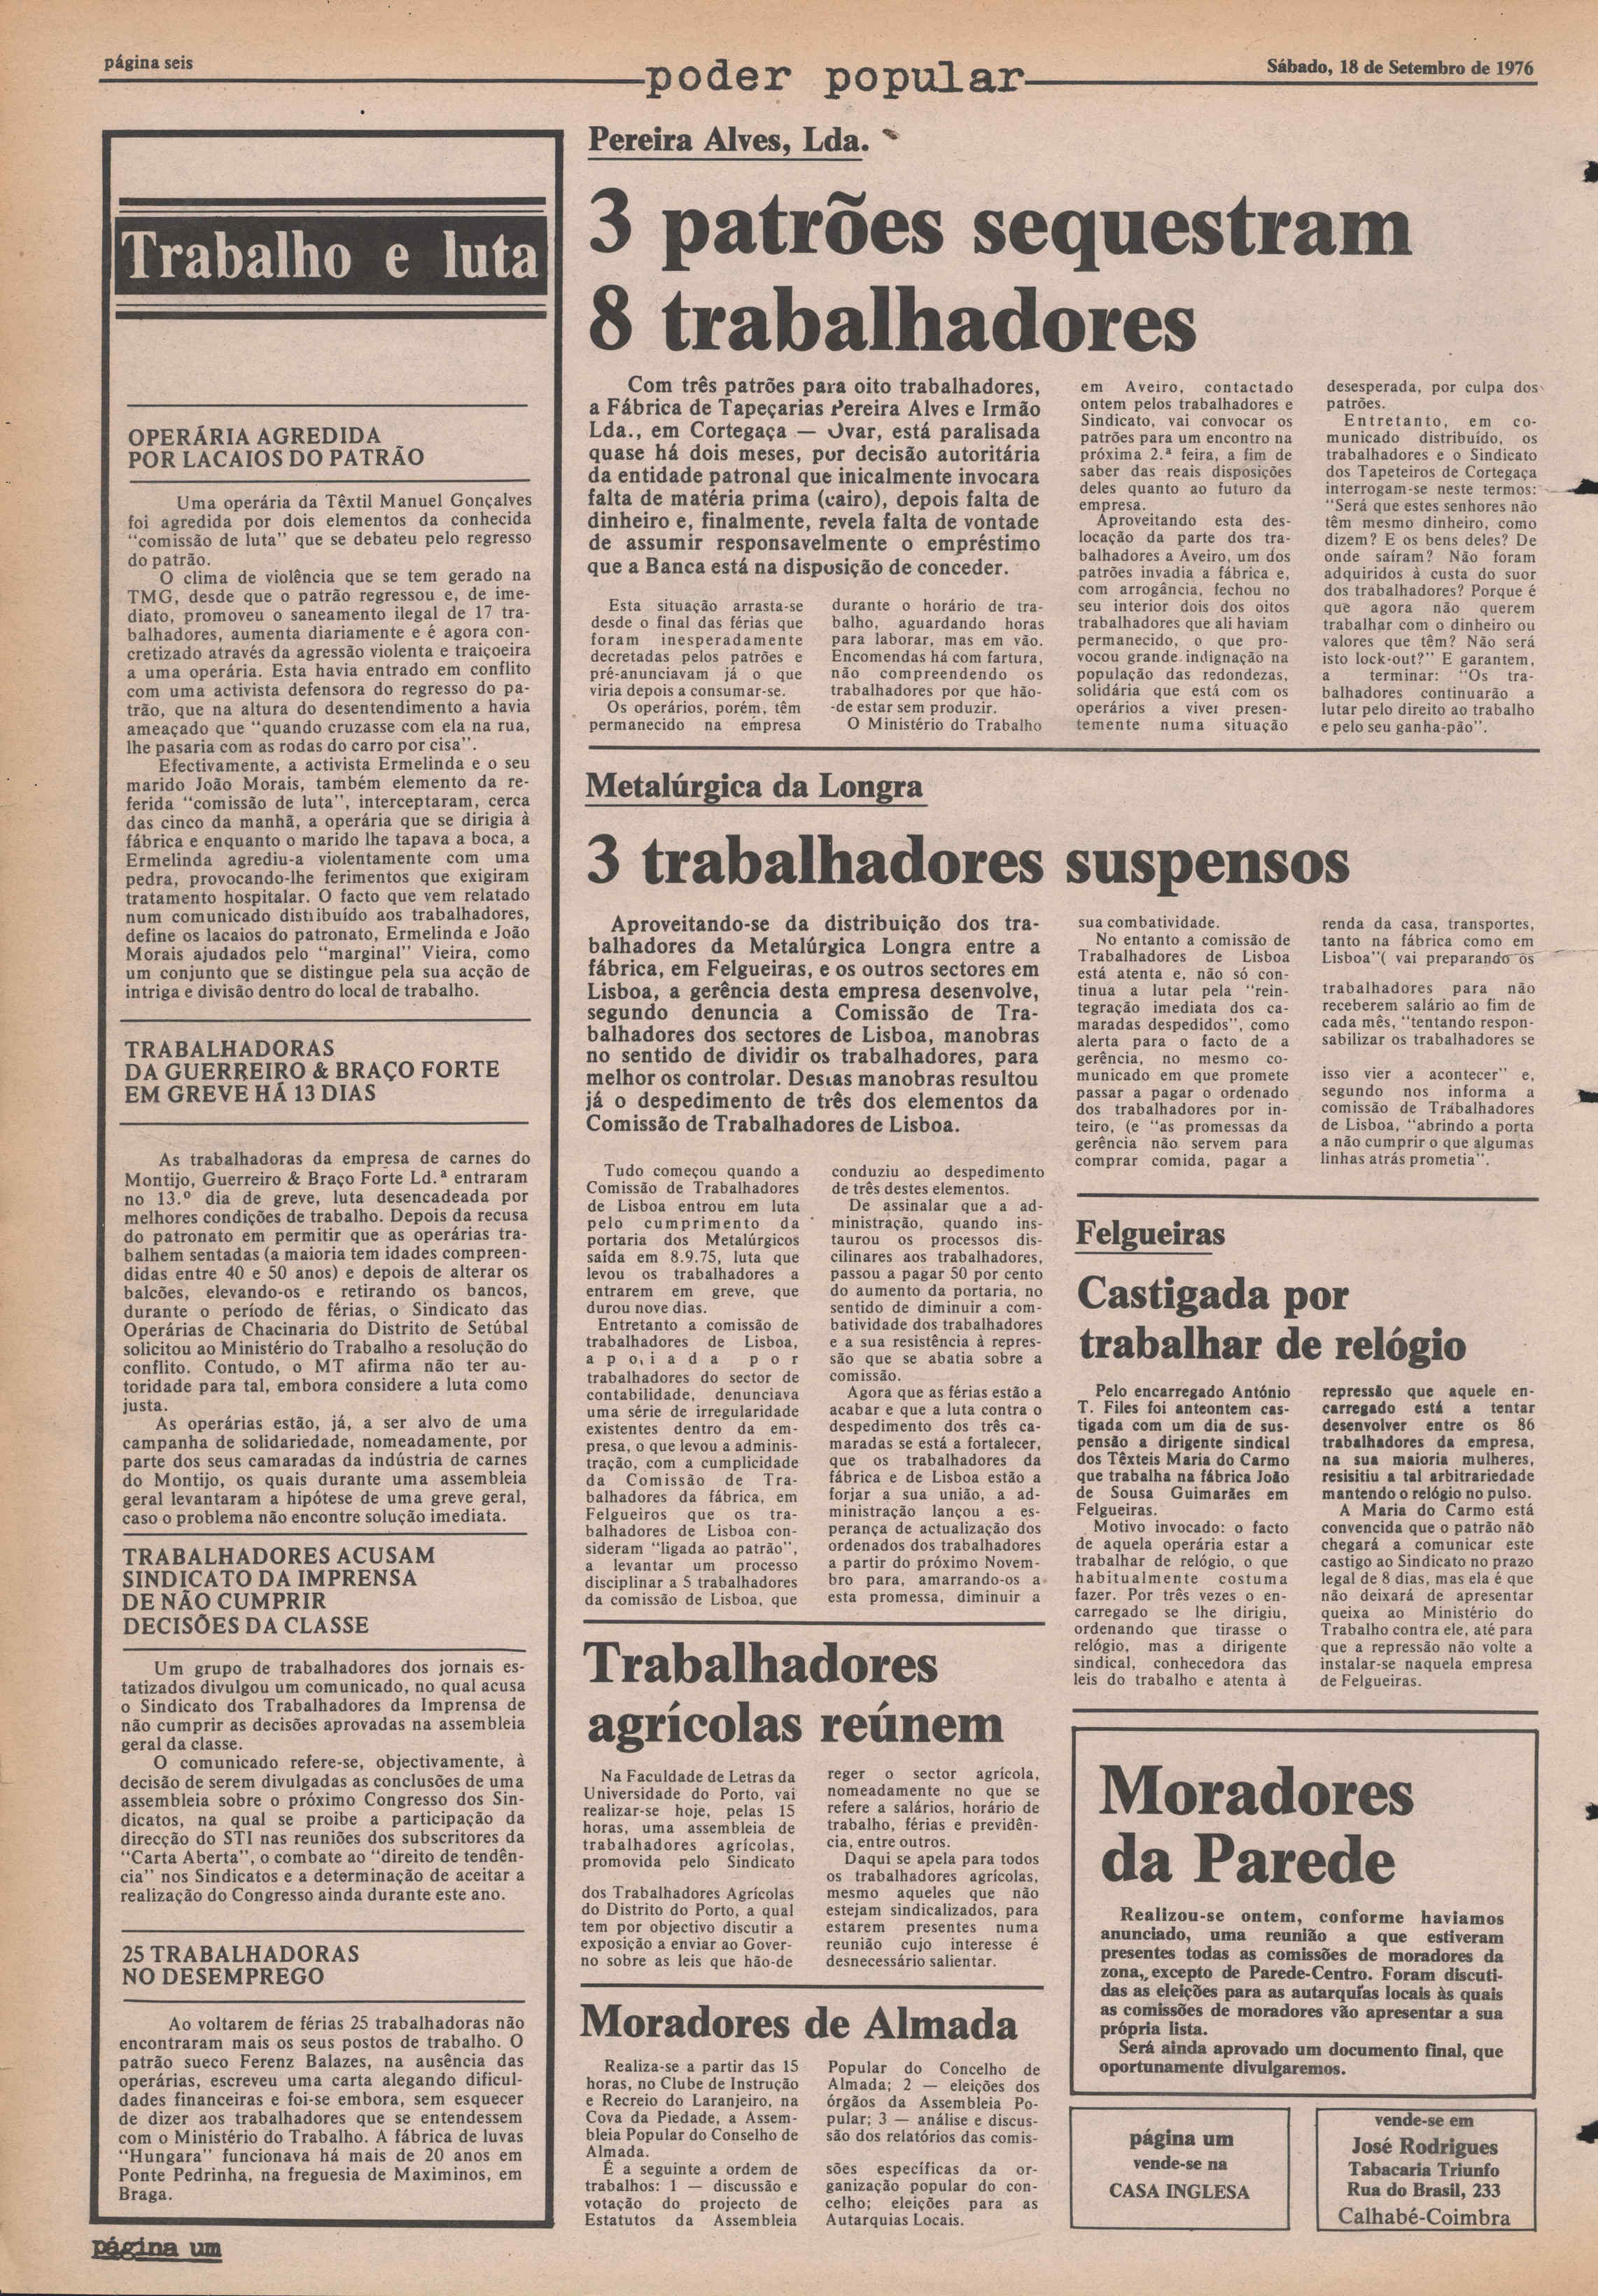 página seis
poder popular
Sábado, 18 de Setembro de 1976
Trabalho e luta
OPERÁRIA AGREDIDA
POR LACAIOS DO PATRÃO
Uma operária da Têxtil Manuel Gonçalves
foi agredida por dois elementos da conhecida
“comissão de luta” que se debateu pelo regresso
do patrão.
O clima de violência que se tem gerado na
TMG, desde que o patrão regressou e, de ime-
diato, promoveu o saneamento ilegal de 17 tra-
balhadores, aumenta diariamente e é agora con-
cretizado através da agressão violenta e traiçoeira
a uma operária. Esta havia entrado em conflito
com uma activista defensora do regresso do pa-
trão, que na altura do desentendimento a havia
ameaçado que “quando cruzasse com ela na rua,
lhe pasaria com as rodas do carro por cisa”.
Efectivamente, a activista Ermelinda e o seu
marido João Morais, também elemento da re-
ferida “comissão de luta”, interceptaram, cerca
das cinco da manhã, a operária que se dirigia à
fábrica e enquanto o marido lhe tapava a boca, a
Ermelinda agrediu-a violentamente com uma
pedra, provocando-lhe ferimentos que exigiram
tratamento hospitalar. O facto que vem relatado
num comunicado distribuído aos trabalhadores,
define os lacaios do patronato, Ermelinda e João
Morais ajudados pelo “marginal” Vieira, como
um conjunto que se distingue pela sua acção de
intriga e divisão dentro do local de trabalho.
TRABALHADORAS
DA GUERREIRO & BRAÇO FORTE
EM GREVE HÁ 13 DIAS
As trabalhadoras da empresa de carnes do
Montijo, Guerreiro & Braço Forte Ld.ª entraram
no 13.º dia de greve, luta desencadeada por
melhores condições de trabalho. Depois da recusa
do patronato em permitir que as operárias tra-
balhem sentadas (a maioria tem idades compreen-
didas entre 40 e 50 anos) e depois de alterar os
balcões, elevando-os e retirando os bancos,
durante o período de férias, o Sindicato das
Operárias de Chacinaria do Distrito de Setúbal
solicitou ao Ministério do Trabalho a resolução do
conflito. Contudo, o MT afirma não ter au-
toridade para tal, embora considere a luta como
justa.
As operárias estão, já, a ser alvo de uma
campanha de solidariedade, nomeadamente, por
parte dos seus camaradas da indústria de carnes
do Montijo, os quais durante uma assembleia
geral levantaram a hipótese de uma greve geral,
caso o problema não encontre solução imediata.
TRABALHADORES ACUSAM
SINDICATO DA IMPRENSA
DE NÃO CUMPRIR
DECISÕES DA CLASSE
Um grupo de trabalhadores dos jornais es-
tatizados divulgou um comunicado, no qual acusa
o Sindicato dos Trabalhadores da Imprensa de
não cumprir as decisões aprovadas na assembleia
geral da classe.
O comunicado refere-se, objectivamente, à
decisão de serem divulgadas as conclusões de uma
assembleia sobre o próximo Congresso dos Sin-
dicatos, na qual se proibe a participação da
direcção do STI nas reuniões dos subscritores da
“Carta Aberta”, o combate ao “direito de tendên-
cia” nos Sindicatos e a determinação de aceitar a
realização do Congresso ainda durante este ano.
25 TRABALHADORAS
NO DESEMPREGO
Ao voltarem de férias 25 trabalhadoras não
encontraram mais os seus postos de trabalho. O
patrão sueco Ferenz Balazes, na ausência das
operárias, escreveu uma carta alegando dificul-
dades financeiras e foi-se embora, sem esquecer
de dizer aos trabalhadores que se entendessem
com o Ministério do Trabalho. A fábrica de luvas
“Hungara” funcionava há mais de 20 anos em
Ponte Pedrinha, na freguesia de Maximinos, em
Braga.
Pereira Alves, Lda.
3 patrões sequestram
8 trabalhadores
Com três patrões para oito trabalhadores,
a Fábrica de Tapeçarias Pereira Alves e Irmão
Lda., em Cortegaça — Ovar, está paralisada
quase há dois meses, por decisão autoritária
da entidade patronal que inicalmente invocara
falta de matéria prima (cairo), depois falta de
dinheiro e, finalmente, revela falta de vontade
de assumir responsavelmente o empréstimo
que a Banca está na disposição de conceder.
Esta situação arrasta-se
desde o final das férias que
foram inesperadamente
decretadas pelos patrões e
pré-anunciavam já o que
viria depois a consumar-se.
Os operários, porém, têm
permanecido na empresa
durante o horário de tra-
balho, aguardando horas
para laborar, mas em vão.
Encomendas há com fartura,
não compreendendo os
trabalhadores por que hão-
-de estar sem produzir.
O Ministério do Trabalho
em Aveiro, contactado
ontem pelos trabalhadores e
Sindicato, vai convocar os
patrões para um encontro na
próxima 2.ª feira, a fim de
saber das reais disposições
deles quanto ao futuro da
empresa.
Aproveitando esta des-
locação da parte dos tra-
balhadores a Aveiro, um dos
patrões invadia a fábrica e,
com arrogância, fechou no
seu interior dois dos oitos
trabalhadores que ali haviam
permanecido, o que pro-
vocou grande indignação na
população das redondezas,
solidária que está com os
operários a viver presen-
temente numa situação
desesperada, por culpa dos
patrões.
Entretanto, em co-
municado distribuído, os
trabalhadores e o Sindicato
dos Tapeteiros de Cortegaça
interrogam-se neste termos:
“Será que estes senhores não
têm mesmo dinheiro, como
dizem? E os bens deles? De
onde saíram? Não foram
adquiridos à custa do suor
dos trabalhadores? Porque é
que agora não querem
trabalhar com o dinheiro ou
valores que têm? Não será
isto lock-out?” E garantem,
a terminar: “Os tra-
balhadores continuarão a
lutar pelo direito ao trabalho
e pelo seu ganha-pão”.
Metalúrgica da Longra
3 trabalhadores suspensos
Aproveitando-se da distribuição dos tra-
balhadores da Metalúrgica Longra entre a
fábrica, em Felgueiras, e os outros sectores em
Lisboa, a gerência desta empresa desenvolve,
segundo denuncia a Comissão de Tra-
balhadores dos sectores de Lisboa, manobras
no sentido de dividir os trabalhadores, para
melhor os controlar. Destas manobras resultou
já o despedimento de três dos elementos da
Comissão de Trabalhadores de Lisboa.
Tudo começou quando a
Comissão de Trabalhadores
de Lisboa entrou em luta
pelo cumprimento da
portaria dos Metalúrgicos
saída em 8.9.75, luta que
levou os trabalhadores a
entrarem em greve, que
durou nove dias.
Entretanto a comissão de
trabalhadores de Lisboa,
apoiada por
trabalhadores do sector de
contabilidade, denunciava
uma série de irregularidade
existentes dentro da em-
presa, o que levou a adminis-
tração, com a cumplicidade
da Comissão de Tra-
balhadores da fábrica, em
Felgueiros que os tra-
balhadores de Lisboa con-
sideram “ligada ao patrão”,
a levantar um processo
disciplinar a 5 trabalhadores
da comissão de Lisboa, que
conduziu ao despedimento
de três destes elementos.
De assinalar que a ad-
ministração, quando ins-
taurou os processos dis-
cilinares aos trabalhadores,
passou a pagar 50 por cento
do aumento da portaria, no
sentido de diminuir a com-
batividade dos trabalhadores
e a sua resistência à repres-
são que se abatia sobre a
comissão.
Agora que as férias estão a
acabar e que a luta contra o
despedimento dos três ca-
maradas se está a fortalecer,
que os trabalhadores da
fábrica e de Lisboa estão a
forjar a sua união, a ad-
ministração lançou a es-
perança de actualização dos
ordenados dos trabalhadores
a partir do próximo Novem-
bro para, amarrando-os a
esta promessa, diminuir a
sua combatividade.
No entanto a comissão de
Trabalhadores de Lisboa
está atenta e, não só con-
tinua a lutar pela “rein-
tegração imediata dos ca-
maradas despedidos”, como
alerta para o facto de a
gerência, no mesmo co-
municado em que promete
passar a pagar o ordenado
dos trabalhadores por in-
teiro, (e “as promessas da
gerência não servem para
comprar comida, pagar a
renda da casa, transportes,
tanto na fábrica como em
Lisboa”( vai preparando os
trabalhadores para não
receberem salário ao fim de
cada mês, “tentando respon-
sabilizar os trabalhadores se
isso vier a acontecer” e,
segundo nos informa a
comissão de Trabalhadores
de Lisboa, “abrindo a porta
a não cumprir o que algumas
linhas atrás prometia”.
Felgueiras
Castigada por
trabalhar de relógio
Pelo encarregado António
T. Files foi anteontem cas-
tigada com um dia de sus-
pensão a dirigente sindical
dos Têxteis Maria do Carmo
que trabalha na fábrica João
de Sousa Guimarães em
Felgueiras.
Motivo invocado: o facto
de aquela operária estar a
trabalhar de relógio, o que
habitualmente costuma
fazer. Por três vezes o en-
carregado se lhe dirigiu,
ordenando que tirasse o
relógio, mas a dirigente
sindical, conhecedora das
leis do trabalho e atenta à
repressão que aquele en-
carregado está a tentar
desenvolver entre os 86
trabalhadores da empresa,
na sua maioria mulheres,
resisitiu a tal arbitrariedade
mantendo o relógio no pulso.
A Maria do Carmo está
convencida que o patrão não
chegará a comunicar este
castigo ao Sindicato no prazo
legal de 8 dias, mas ela é que
não deixará de apresentar
queixa ao Ministério do
Trabalho contra ele, até para
que a repressão não volte a
instalar-se naquela empresa
de Felgueiras.
Trabalhadores
agrícolas reúnem
Na Faculdade de Letras da
Universidade do Porto, vai
realizar-se hoje, pelas 15
horas, uma assembleia de
trabalhadores agrícolas,
promovida pelo Sindicato
dos Trabalhadores Agrícolas
do Distrito do Porto, a qual
tem por objectivo discutir a
exposição a enviar ao Gover-
no sobre as leis que hão-de
reger o sector agrícola,
nomeadamente no que se
refere a salários, horário de
trabalho, férias e previdên-
cia, entre outros.
Daqui se apela para todos
os trabalhadores agrícolas,
mesmo aqueles que não
estejam sindicalizados, para
estarem presentes numa
reunião cujo interesse é
desnecessário salientar.
Moradores de Almada
Realiza-se a partir das 15
horas, no Clube de Instrução
e Recreio do Laranjeiro, na
Cova da Piedade, a Assem-
bleia Popular do Conselho de
Almada.
É a seguinte a ordem de
trabalhos: 1 — discussão e
votação do projecto de
Estatutos da Assembleia
Popular do Concelho de
Almada; 2 — eleições dos
órgãos da Assembleia Po-
pular; 3 — análise e discus-
são dos relatórios das comis-
sões específicas da or-
ganização popular do con-
celho; eleições para as
Autarquias Locais.
Moradores
da Parede
Realizou-se ontem, conforme haviamos
anunciado, uma reunião a que estiveram
presentes todas as comissões de moradores da
zona, excepto de Parede-Centro. Foram discuti-
das as eleições para as autarquias locais às quais
as comissões de moradores vão apresentar a sua
própria lista.
Será ainda aprovado um documento final, que
oportunamente divulgaremos.
página um
vende-se na
CASA INGLESA
vende-se em
José Rodrigues
Tabacaria Triunfo
Rua do Brasil, 233
Calhabé-Coimbra
página um